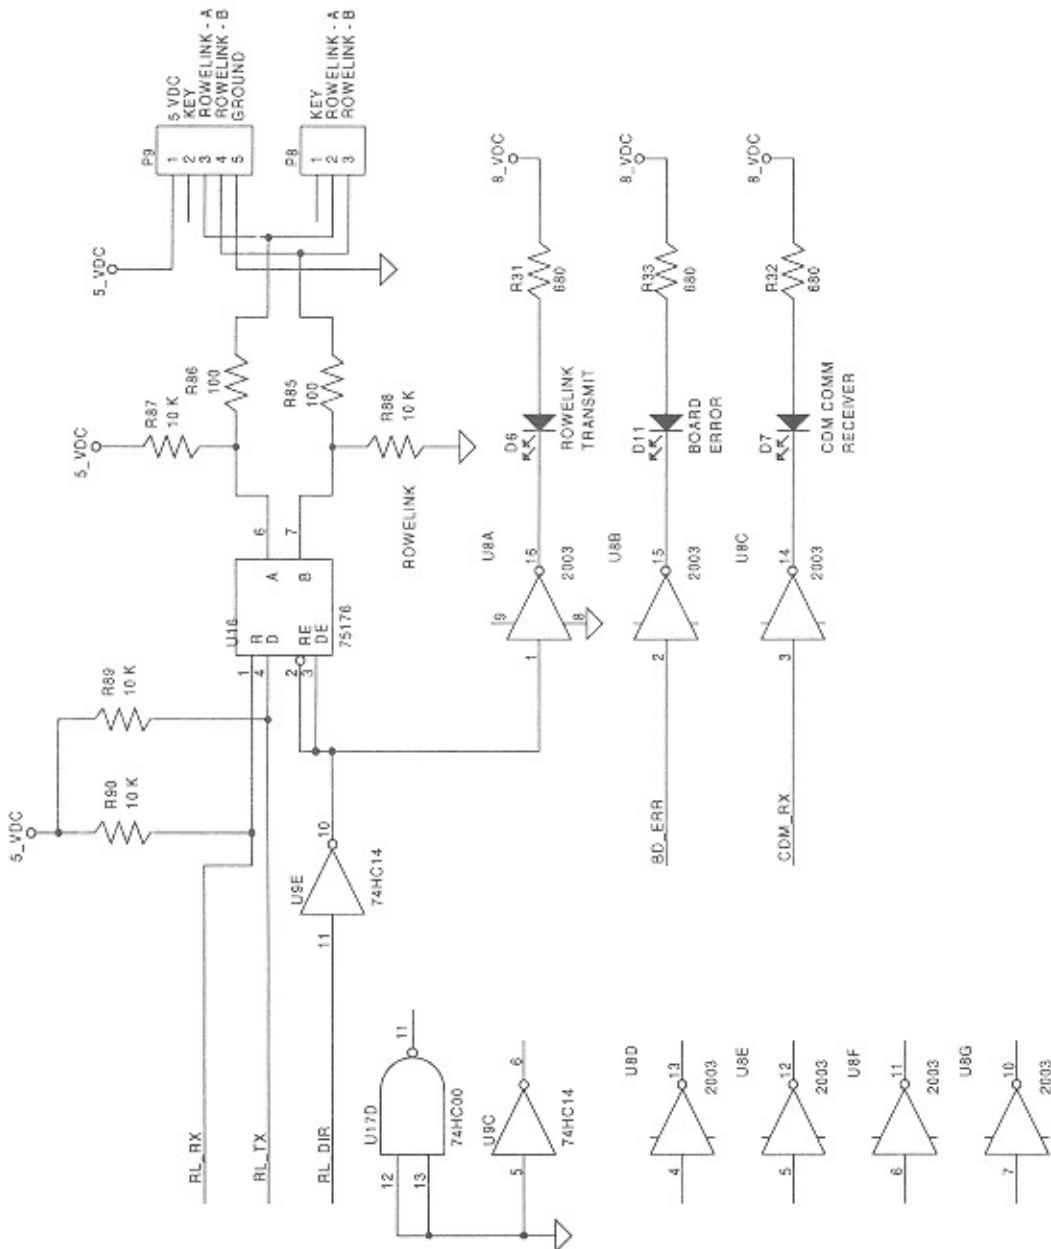 5_VDC
R90
10 K
R89
10 K
RL_RX
RL_TX
RL_DIR
11
U9E
10
74HC14
U16
1
4
2
3
R
D
RE
DE
A
B
6
7
75176
5_VDC
R87
10 K
R86
100
R85
100
R88
10 K
ROWELINK
5_VDC
P9
1
2
3
4
5
5 VDC
KEY
ROWELINK - A
ROWELINK - B
GROUND
P8
1
2
3
KEY
ROWELINK - A
ROWELINK - B
U17D
12
13
11
74HC00
U9C
5
6
74HC14
U8A
1
9
8
16
2003
D6
ROWELINK
TRANSMIT
R31
680
8_VDC
BD_ERR
2
U8B
15
2003
D11
BOARD
ERROR
R33
680
8_VDC
CDM_RX
3
U8C
14
2003
D7
CDM COMM
RECEIVER
R32
680
8_VDC
U8D
4
13
2003
U8E
5
12
2003
U8F
6
11
2003
U8G
7
10
2003